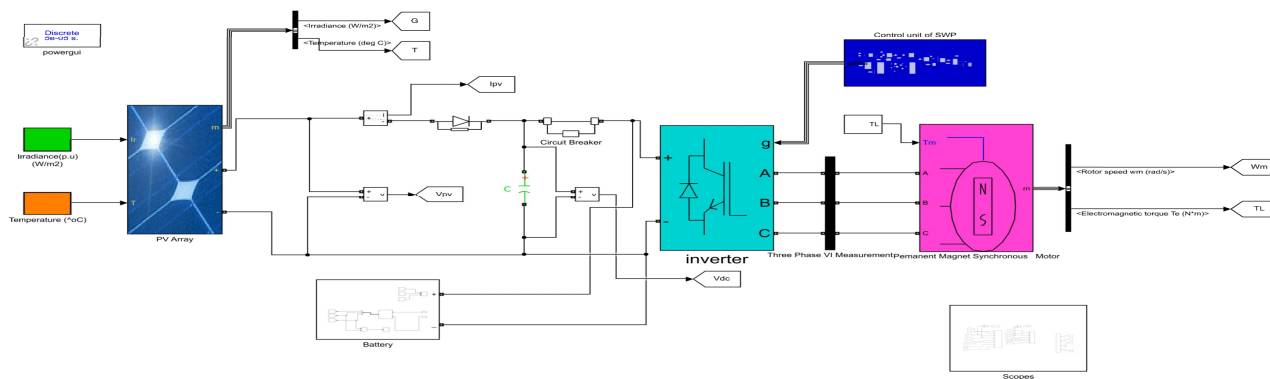 Discrete
5e-05 s.
powergui
<Irradiance (W/m2)>
G
<Temperature (deg C)>
T
Control unit of SWP
Ipv
Irradiance(p.u)
(W/m2)
Ir
m
+
T
-
PV Array
Temperature (^oC)
i
+
-
Circuit Breaker
+
v
-
Vpv
C
+
+
v
-
Vdc
+
-
g
A
B
C
inverter
Three Phase VI Measurement
TL
Tm
A
B
C
N
S
m
Pemanent Magnet Synchronous Motor
<Rotor speed wm (rad/s)>
Wm
<Electromagnetic torque Te (N*m)>
TL
+
-
Battery
Scopes